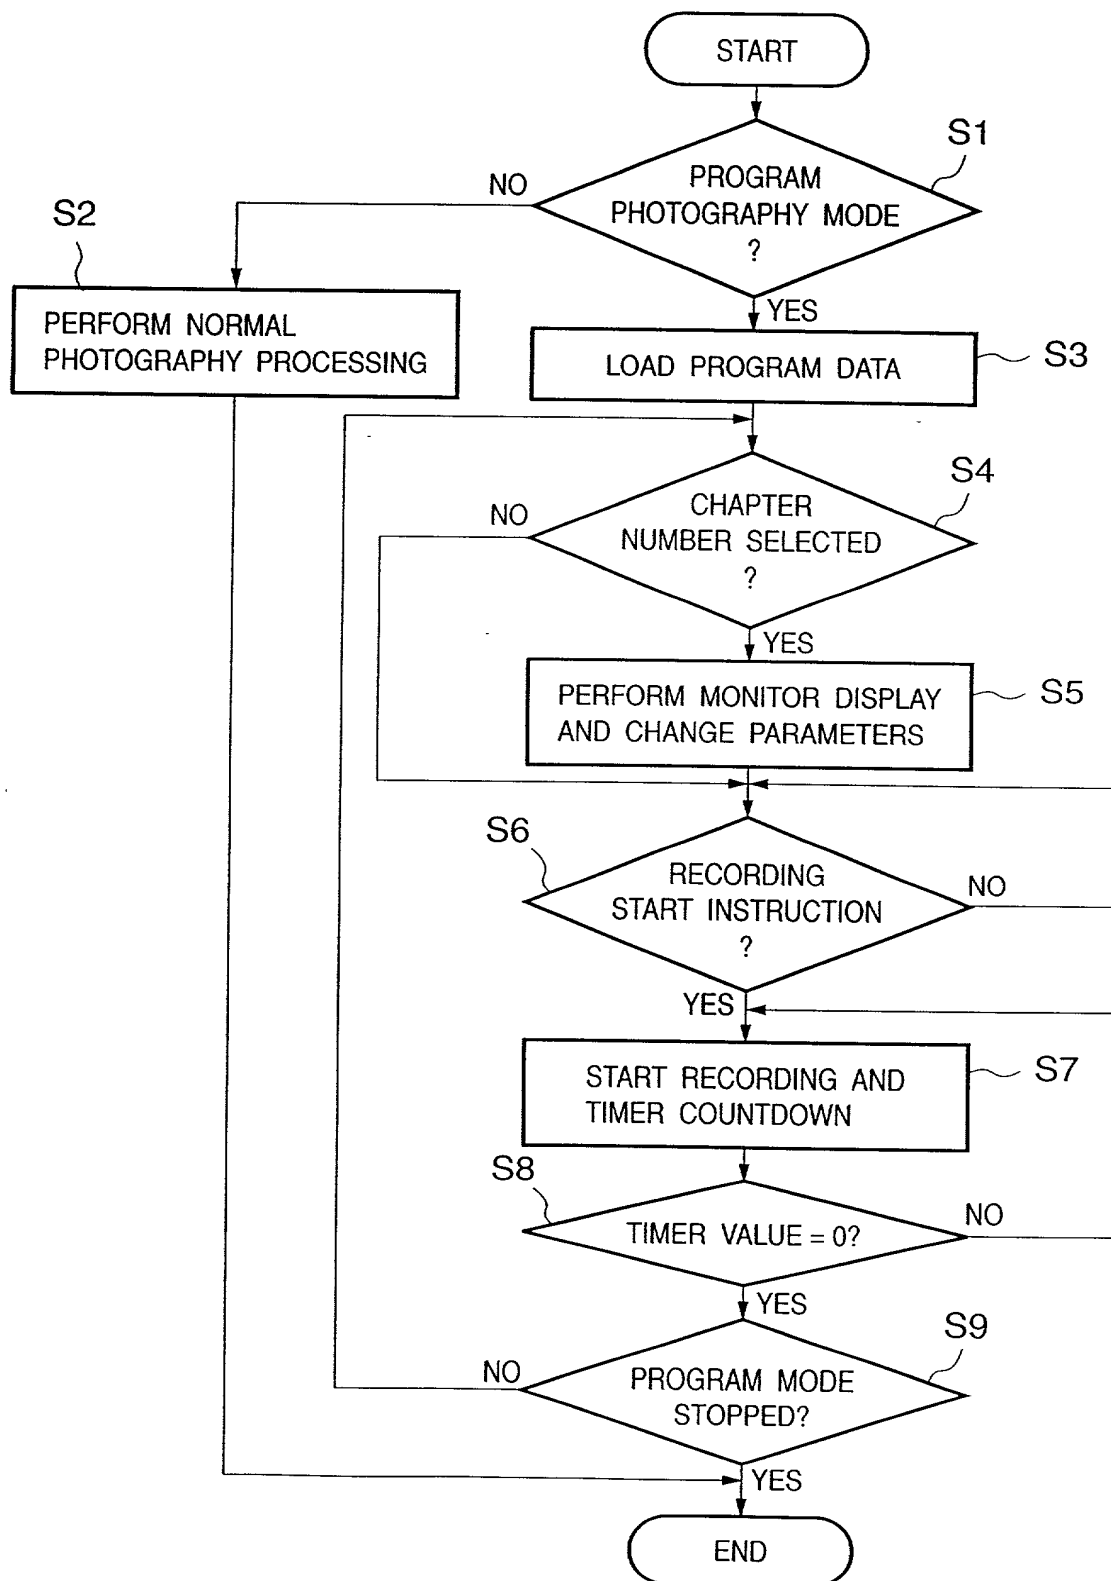 START
S1
PROGRAM
PHOTOGRAPHY MODE
?
NO
YES
S2
PERFORM NORMAL
PHOTOGRAPHY PROCESSING
LOAD PROGRAM DATA
S3
S4
CHAPTER
NUMBER SELECTED
?
NO
YES
PERFORM MONITOR DISPLAY
AND CHANGE PARAMETERS
S5
S6
RECORDING
START INSTRUCTION
?
NO
YES
START RECORDING AND
TIMER COUNTDOWN
S7
S8
TIMER VALUE = 0?
NO
YES
S9
PROGRAM MODE
STOPPED?
NO
YES
END